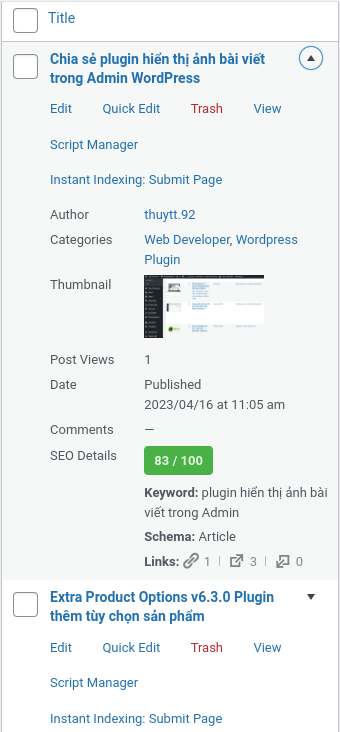 Title
Chia sẻ plugin hiển thị ảnh bài viết
trong Admin WordPress
Edit Quick Edit Trash View
Script Manager
Instant Indexing: Submit Page
Author thuytt.92
Categories Web Developer, Wordpress
Plugin
Thumbnail
Post Views 1
Date Published
2023/04/16 at 11:05 am
Comments —
SEO Details 83 / 100
Keyword: plugin hiển thị ảnh bài
viết trong Admin
Schema: Article
Links: 1 | 3 | 0
Extra Product Options v6.3.0 Plugin
thêm tùy chọn sản phẩm
Edit Quick Edit Trash View
Script Manager
Instant Indexing: Submit Page